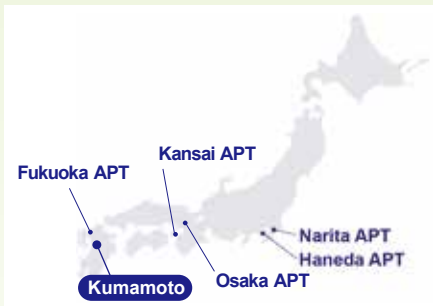 Kansai APT
Fukuoka APT
Narita APT
Haneda APT
Osaka APT
Kumamoto